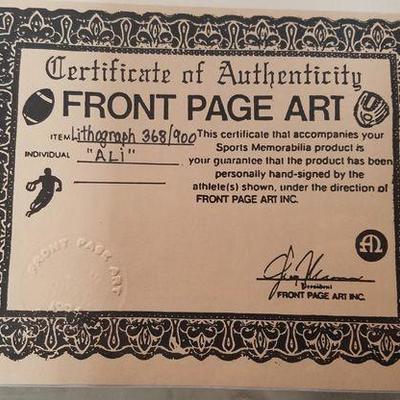 Certificate of Authenticity
FRONT PAGE ART
ITEM Lithograph 368/900
INDIVIDUAL "ALi"
This certificate that accompanies your
Sports Memorabilia product is
your guarantee that the product has been
personally hand-signed by the
athlete(s) shown, under the direction of
FRONT PAGE ART INC.
President
FRONT PAGE ART INC.
FRONT PAGE ART